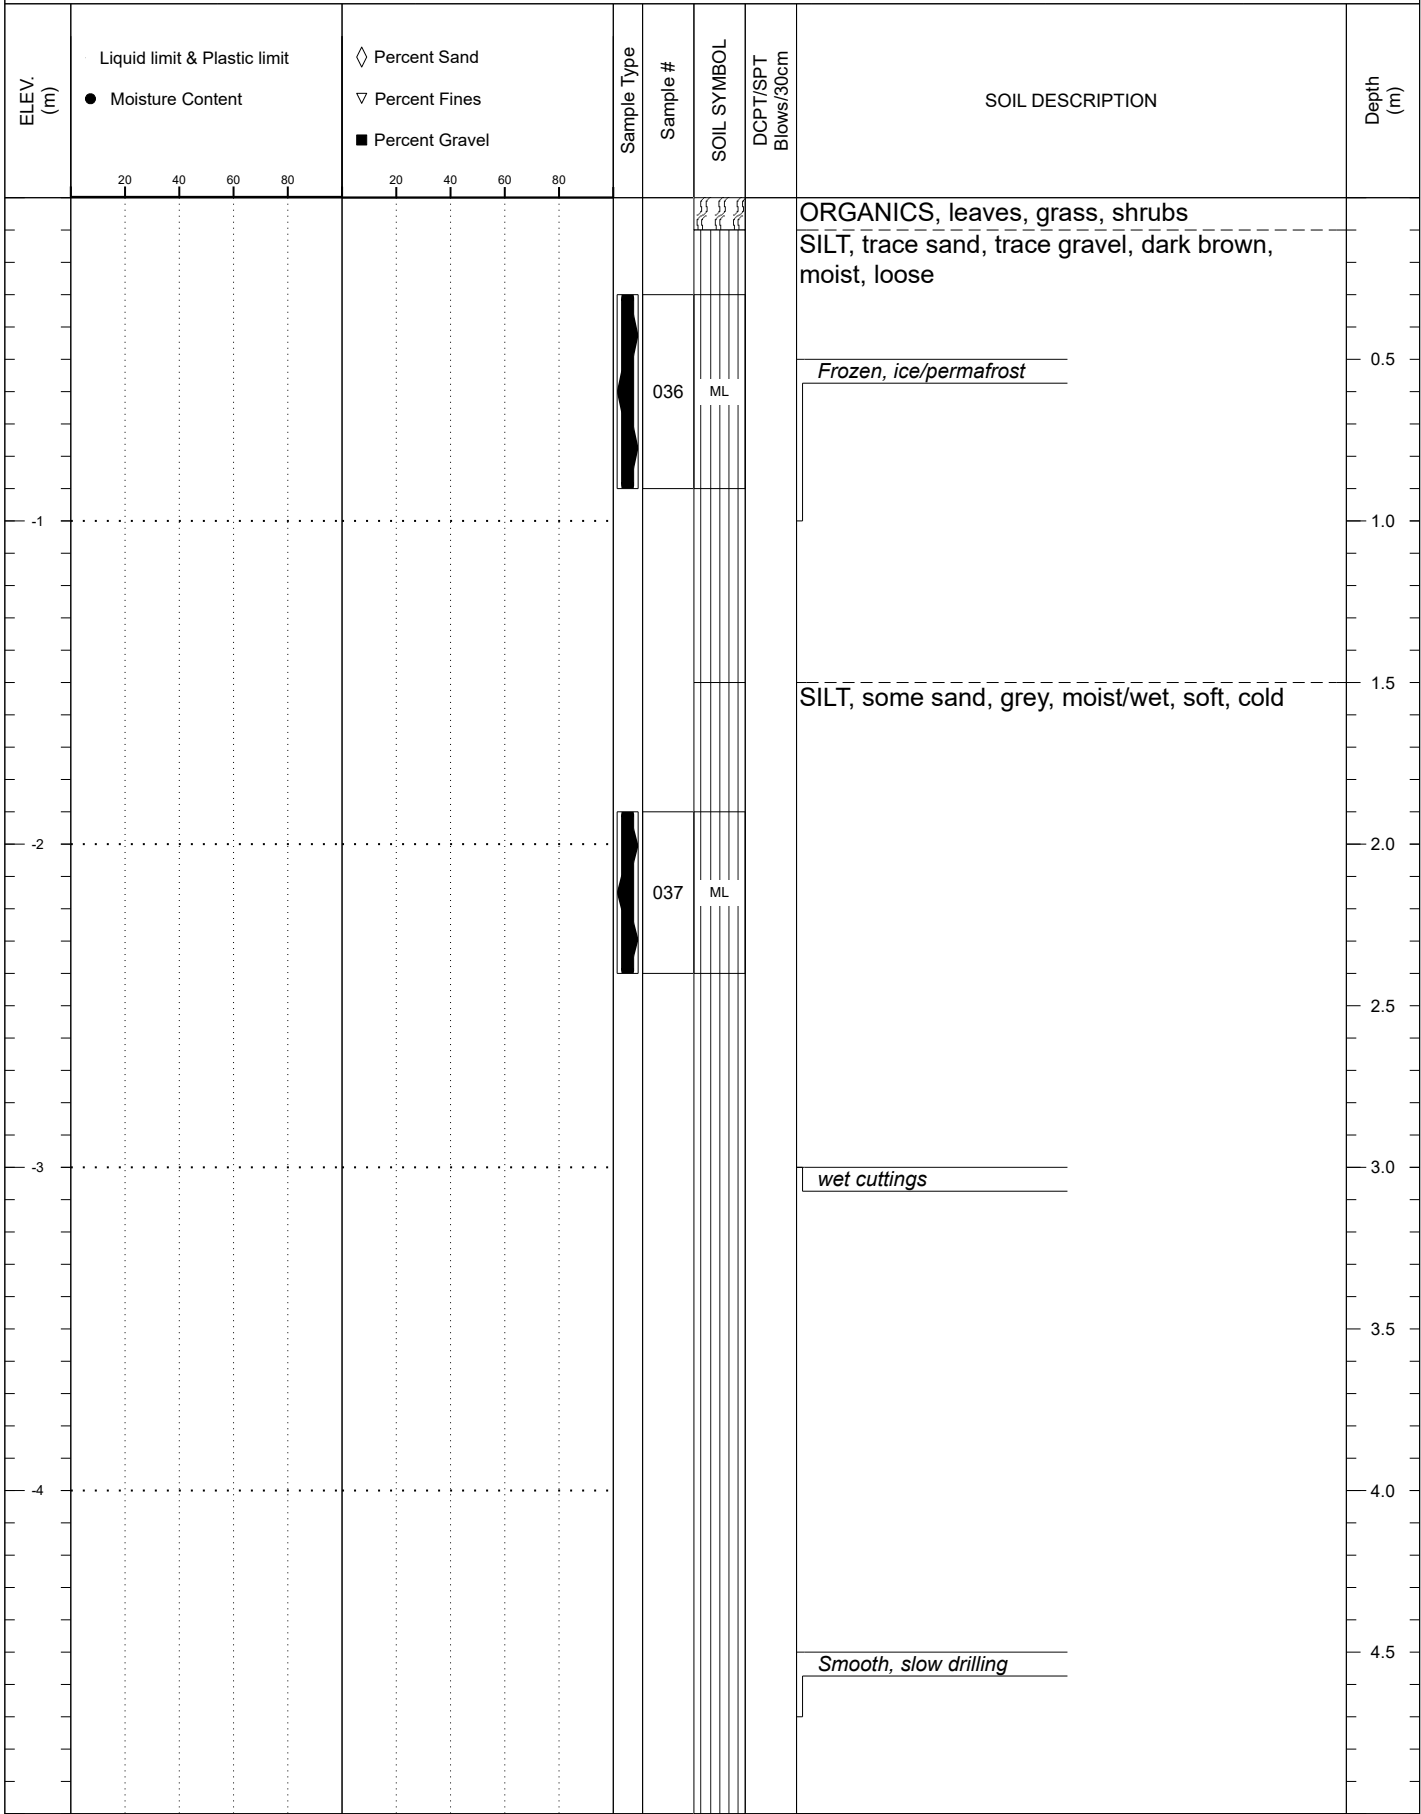 ELEV.
(m)
Liquid limit & Plastic limit
● Moisture Content
◊ Percent Sand
▽ Percent Fines
■ Percent Gravel
Sample Type
Sample #
SOIL SYMBOL
DCPT/SPT
Blows/30cm
SOIL DESCRIPTION
Depth
(m)
20 40 60 80 20 40 60 80
ORGANICS, leaves, grass, shrubs
SILT, trace sand, trace gravel, dark brown,
moist, loose
0.5
Frozen, ice/permafrost
036 ML
-1 1.0
1.5
SILT, some sand, grey, moist/wet, soft, cold
-2 2.0
037 ML
2.5
-3 3.0
wet cuttings
3.5
-4 4.0
4.5
Smooth, slow drilling